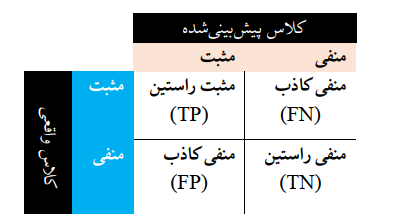 کلاس پیش‌بینی‌شده
مثبت منفی
کلاس واقعی
مثبت مثبت راستین منفی کاذب
(TP) (FN)
منفی منفی کاذب منفی راستین
(FP) (TN)